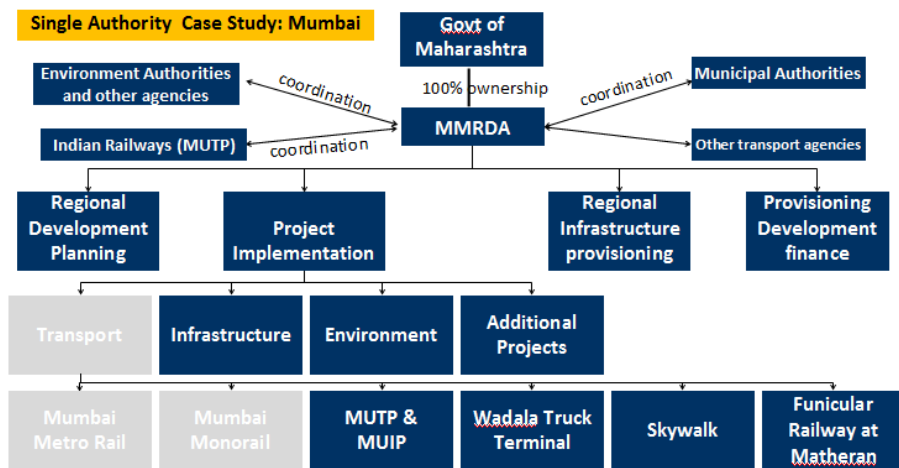 Single Authority Case Study: Mumbai
Govt of
Maharashtra
Environment Authorities
and other agencies
coordination
100% ownership
coordination
Municipal Authorities
MMRDA
Indian Railways (MUTP)
coordination
Other transport agencies
Regional
Development
Planning
Project
Implementation
Regional
Infrastructure
provisioning
Provisioning
Development
finance
Transport
Infrastructure
Environment
Additional
Projects
Mumbai
Metro Rail
Mumbai
Monorail
MUTP &
MUIP
Wadala Truck
Terminal
Skywalk
Funicular
Railway at
Matheran